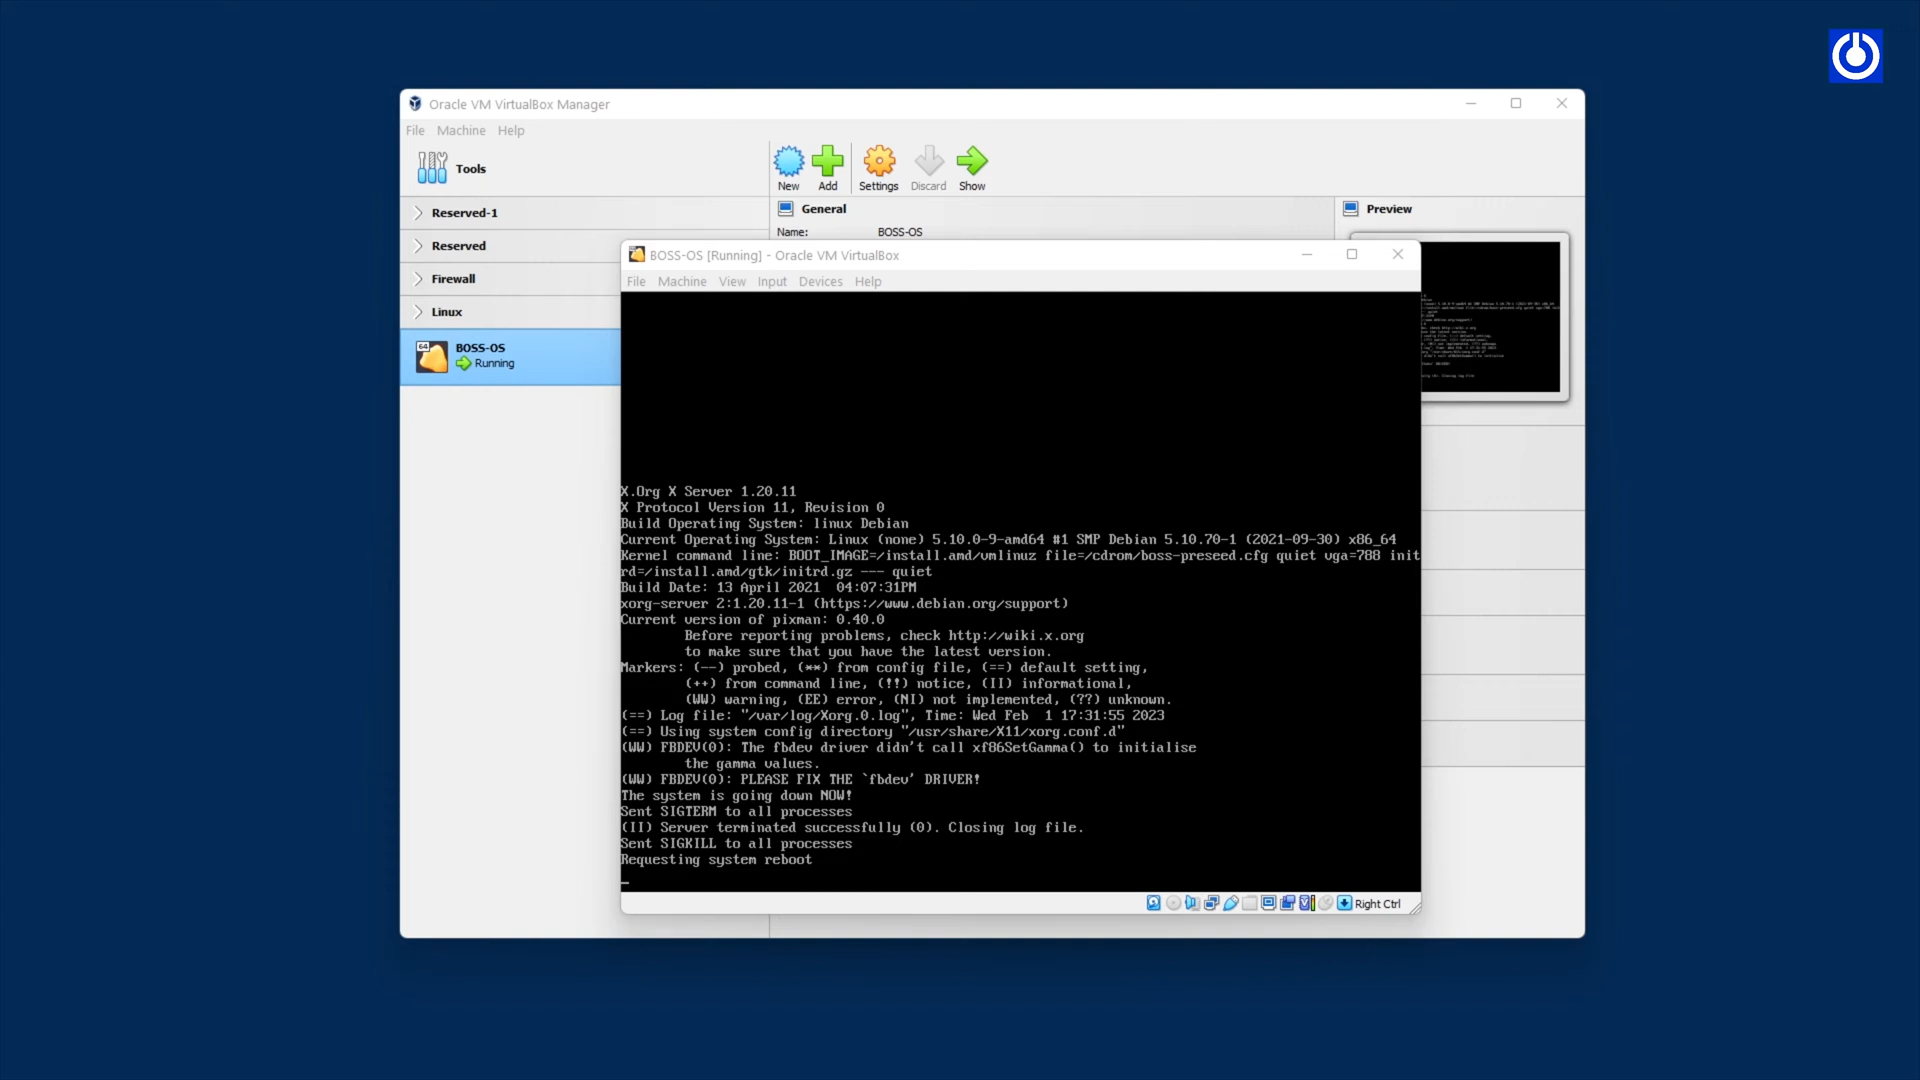 Oracle VM VirtualBox Manager
File Machine Help
Tools
New Add Settings Discard Show
Reserved-1
Reserved
Firewall
Linux
64
BOSS-OS
Running
General
Name: BOSS-OS
Preview
BOSS-OS [Running] - Oracle VM VirtualBox
File Machine View Input Devices Help
X.Org X Server 1.20.11
X Protocol Version 11, Revision 0
Build Operating System: linux Debian
Current Operating System: Linux (none) 5.10.0-9-amd64 #1 SMP Debian 5.10.70-1 (2021-09-30) x86_64
Kernel command line: BOOT_IMAGE=/install.amd/vmlinuz file=/cdrom/boss-preseed.cfg quiet vga=788 init
rd=/install.amd/gtk/initrd.gz --- quiet
Build Date: 13 April 2021  04:07:31PM
xorg-server 2:1.20.11-1 (https://www.debian.org/support)
Current version of pixman: 0.40.0
Before reporting problems, check http://wiki.x.org
to make sure that you have the latest version.
Markers: (--) probed, (**) from config file, (==) default setting,
(++) from command line, (!!) notice, (II) informational,
(WW) warning, (EE) error, (NI) not implemented, (??) unknown.
(==) Log file: "/var/log/Xorg.0.log", Time: Wed Feb  1 17:31:55 2023
(==) Using system config directory "/usr/share/X11/xorg.conf.d"
(WW) FBDEV(0): The fbdev driver didn't call xf86SetGamma() to initialise
the gamma values.
(WW) FBDEV(0): PLEASE FIX THE `fbdev' DRIVER!
The system is going down NOW!
Sent SIGTERM to all processes
(II) Server terminated successfully (0). Closing log file.
Sent SIGKILL to all processes
Requesting system reboot
Right Ctrl